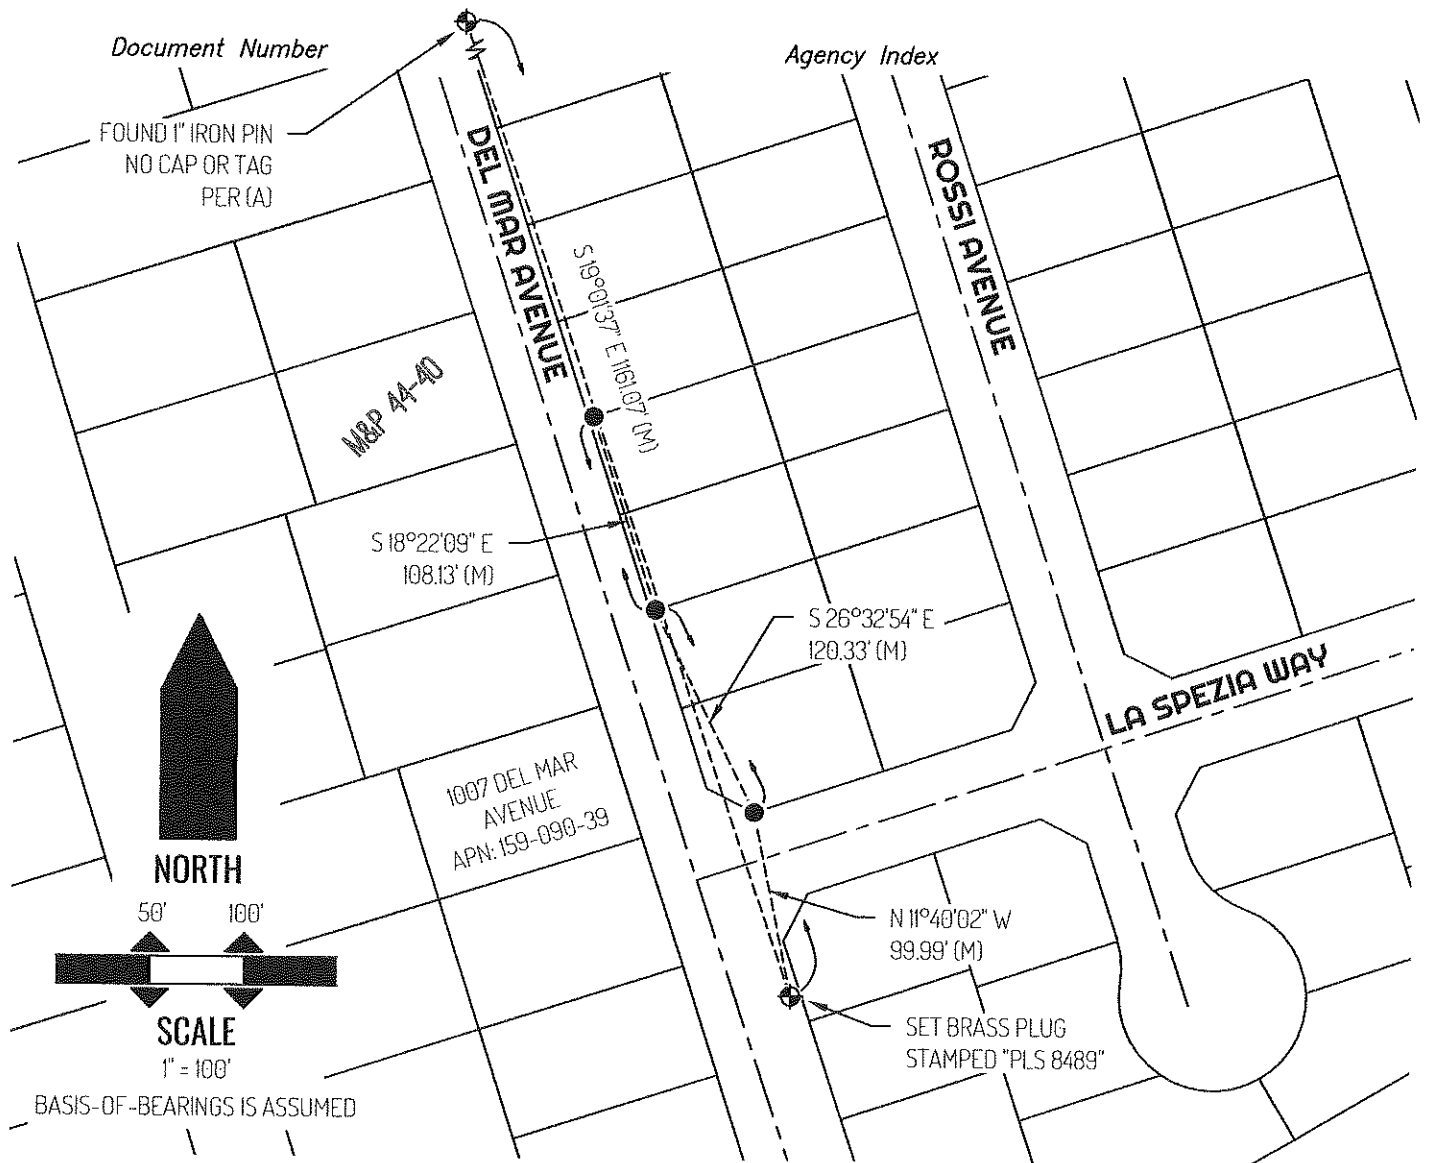 Document Number
Agency Index
FOUND 1" IRON PIN
NO CAP OR TAG
PER (A)
DEL MAR AVENUE
ROSSI AVENUE
S 19°01'37" E 1161.07' (M)
M&P 44-40
S 18°22'09" E
108.13' (M)
S 26°32'54" E
120.33' (M)
LA SPEZIA WAY
1007 DEL MAR
AVENUE
APN: 159-090-39
NORTH
50' 100'
N 11°40'02" W
99.99' (M)
SCALE
1" = 100'
SET BRASS PLUG
STAMPED "PLS 8489"
BASIS-OF-BEARINGS IS ASSUMED